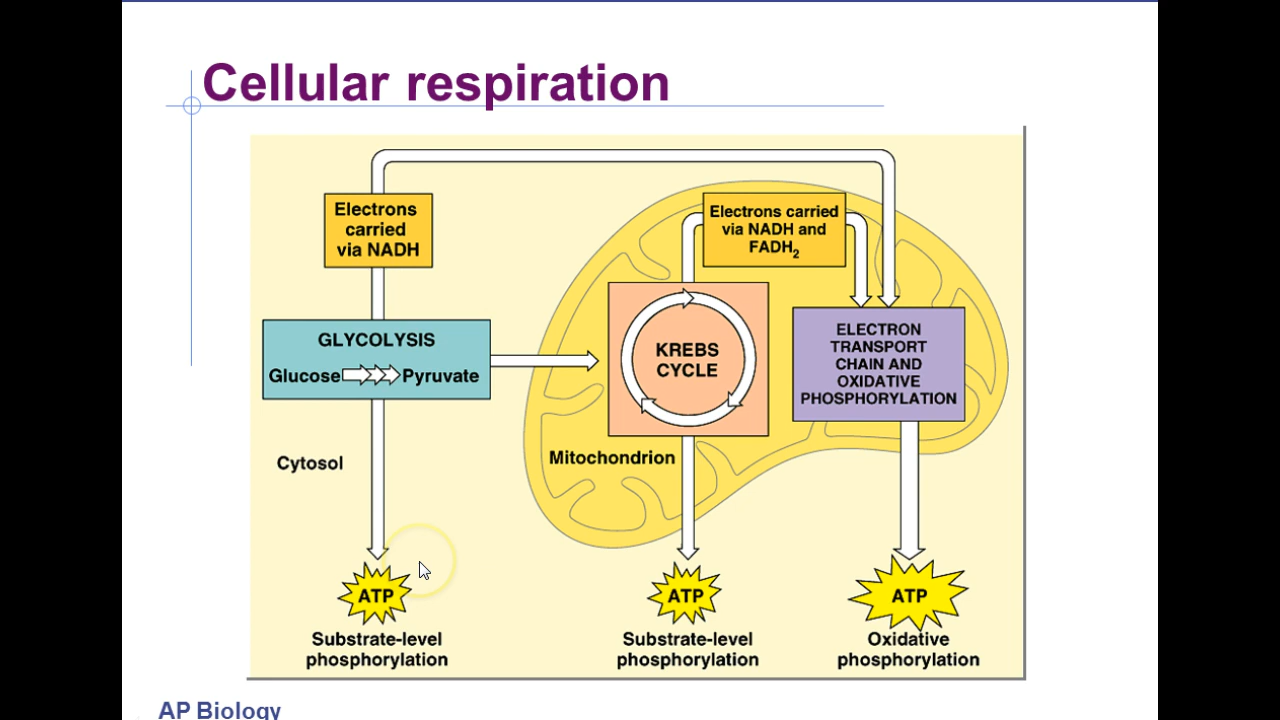 Cellular respiration
Electrons
carried
via NADH
Electrons carried
via NADH and
FADH2
GLYCOLYSIS
Glucose Pyruvate
KREBS
CYCLE
ELECTRON
TRANSPORT
CHAIN AND
OXIDATIVE
PHOSPHORYLATION
Cytosol
Mitochondrion
ATP
ATP
ATP
Substrate-level
phosphorylation
Substrate-level
phosphorylation
Oxidative
phosphorylation
AP Biology